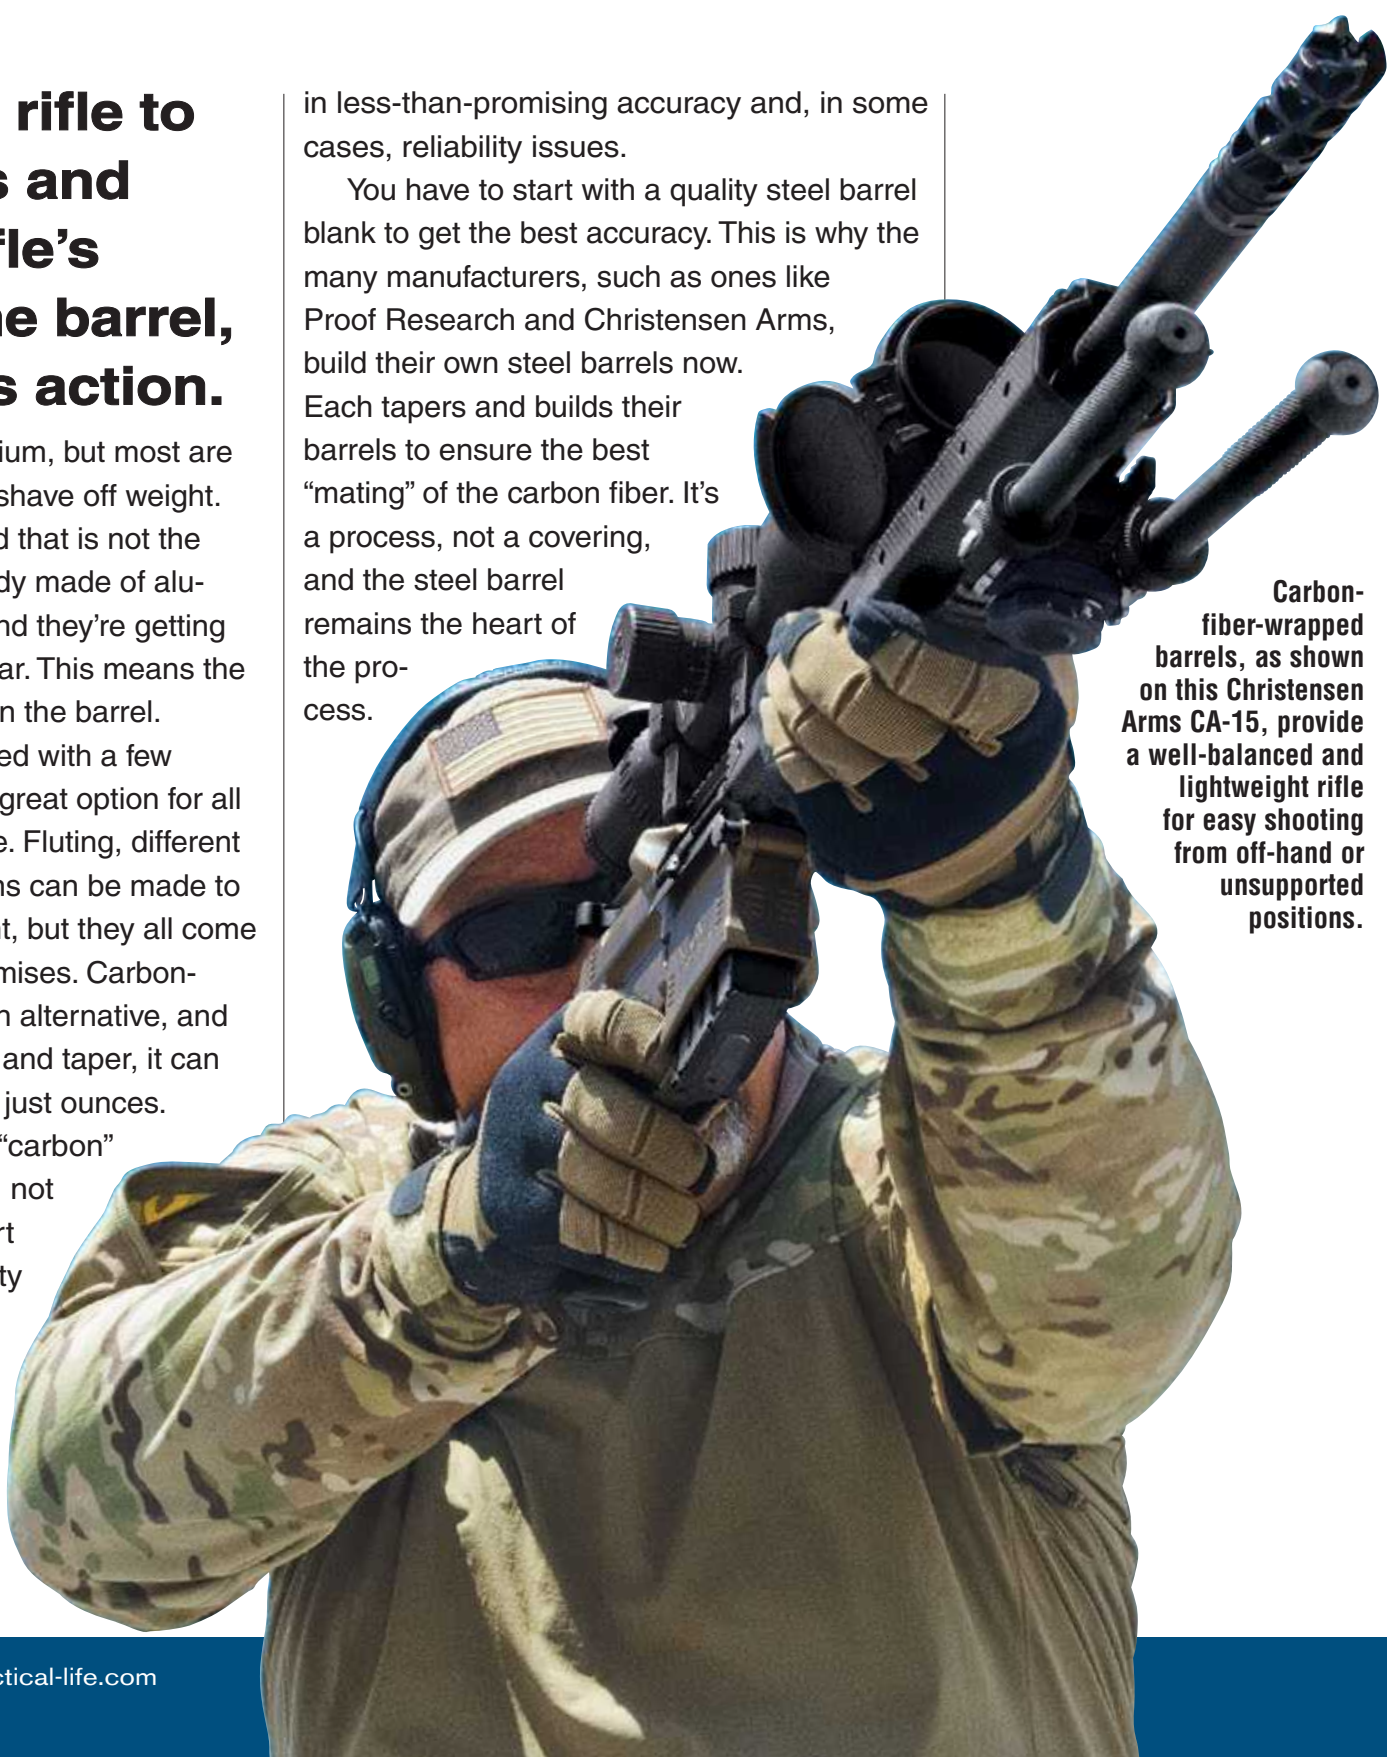 rifle to
and
barrel,
s action.
ium, but most are
shave off weight.
d that is not the
dy made of alu-
nd they're getting
ar. This means the
n the barrel.
ed with a few
great option for all
e. Fluting, different
ns can be made to
t, but they all come
mises. Carbon-
n alternative, and
and taper, it can
just ounces.
“carbon”
not
rt
ty
in less-than-promising accuracy and, in some
cases, reliability issues.
You have to start with a quality steel barrel
blank to get the best accuracy. This is why the
many manufacturers, such as ones like
Proof Research and Christensen Arms,
build their own steel barrels now.
Each tapers and builds their
barrels to ensure the best
“mating” of the carbon fiber. It’s
a process, not a covering,
and the steel barrel
remains the heart of
the pro-
cess.
Carbon-
fiber-wrapped
barrels, as shown
on this Christensen
Arms CA-15, provide
a well-balanced and
lightweight rifle
for easy shooting
from off-hand or
unsupported
positions.
ctical-life.com